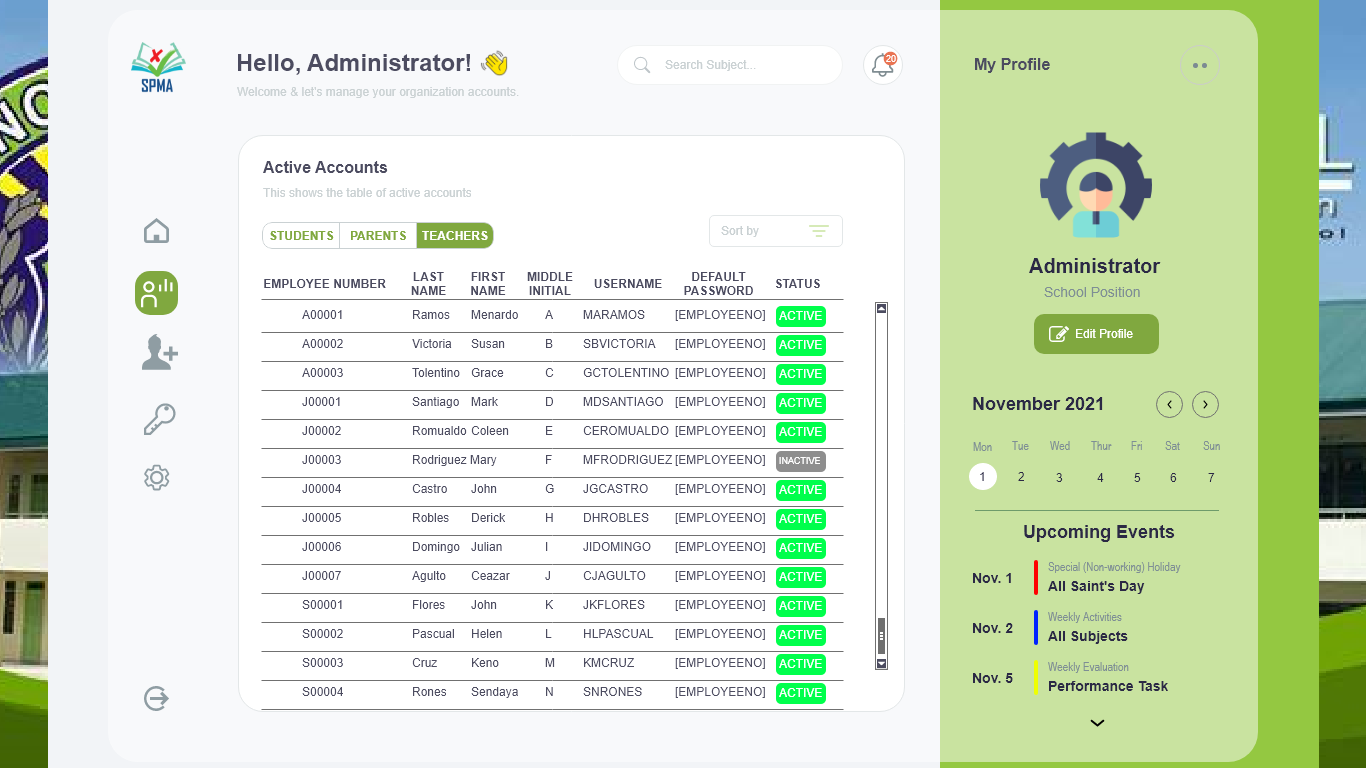 SPMA
Hello, Administrator!
Welcome & let's manage your organization accounts.
Search Subject...
20
Active Accounts
This shows the table of active accounts
STUDENTS PARENTS TEACHERS
Sort by
EMPLOYEE NUMBER LAST NAME FIRST NAME MIDDLE INITIAL USERNAME DEFAULT PASSWORD STATUS
A00001 Ramos Menardo A MARAMOS [EMPLOYEENO] ACTIVE
A00002 Victoria Susan B SBVICTORIA [EMPLOYEENO] ACTIVE
A00003 Tolentino Grace C GCTOLENTINO [EMPLOYEENO] ACTIVE
J00001 Santiago Mark D MDSANTIAGO [EMPLOYEENO] ACTIVE
J00002 Romualdo Coleen E CEROMUALDO [EMPLOYEENO] ACTIVE
J00003 Rodriguez Mary F MFRODRIGUEZ [EMPLOYEENO] INACTIVE
J00004 Castro John G JGCASTRO [EMPLOYEENO] ACTIVE
J00005 Robles Derick H DHROBLES [EMPLOYEENO] ACTIVE
J00006 Domingo Julian I JIDOMINGO [EMPLOYEENO] ACTIVE
J00007 Agulto Ceazar J CJAGULTO [EMPLOYEENO] ACTIVE
S00001 Flores John K JKFLORES [EMPLOYEENO] ACTIVE
S00002 Pascual Helen L HLPASCUAL [EMPLOYEENO] ACTIVE
S00003 Cruz Keno M KMCRUZ [EMPLOYEENO] ACTIVE
S00004 Rones Sendaya N SNRONES [EMPLOYEENO] ACTIVE
My Profile
Administrator
School Position
Edit Profile
November 2021
Mon Tue Wed Thur Fri Sat Sun
1 2 3 4 5 6 7
Upcoming Events
Special (Non-working) Holiday
Nov. 1 All Saint's Day
Weekly Activities
Nov. 2 All Subjects
Weekly Evaluation
Nov. 5 Performance Task